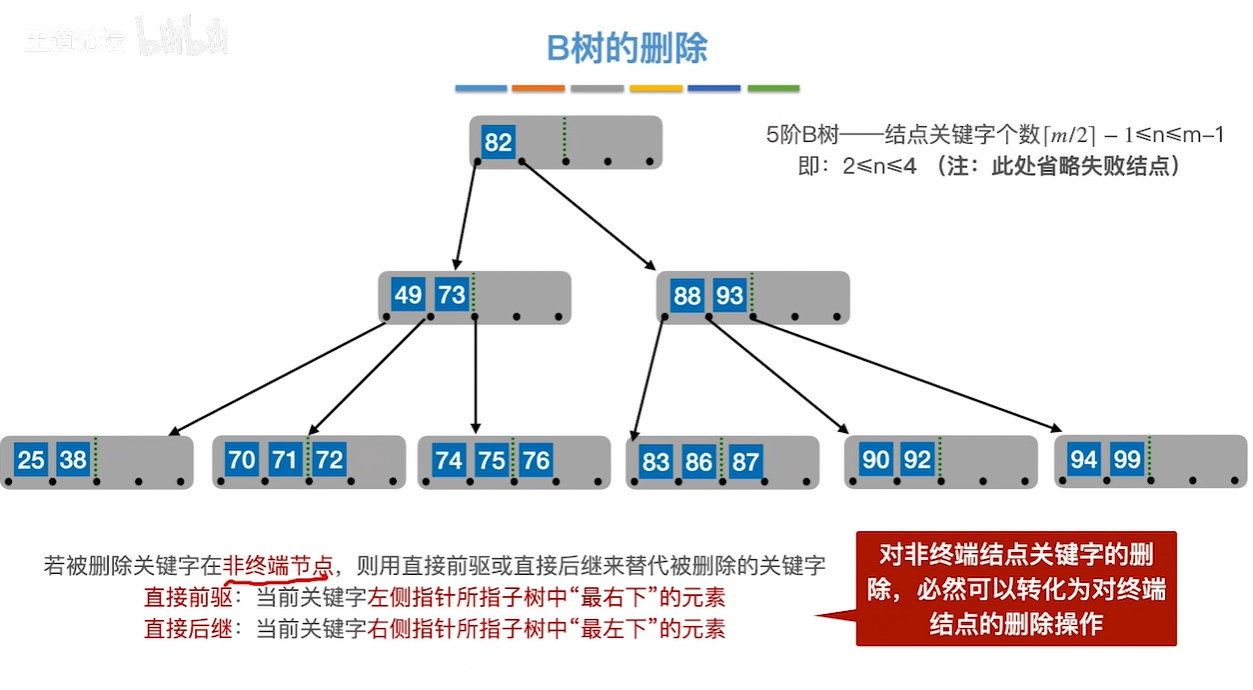 王道论坛 bilibili
B树的删除
82
5阶B树——结点关键字个数⌈m/2⌉ − 1≤n≤m–1
即：2≤n≤4 （注：此处省略失败结点）
49 73
88 93
25 38
70 71 72
74 75 76
83 86 87
90 92
94 99
若被删除关键字在非终端节点，则用直接前驱或直接后继来替代被删除的关键字
直接前驱：当前关键字左侧指针所指子树中“最右下”的元素
直接后继：当前关键字右侧指针所指子树中“最左下”的元素
对非终端结点关键字的删
除，必然可以转化为对终端
结点的删除操作